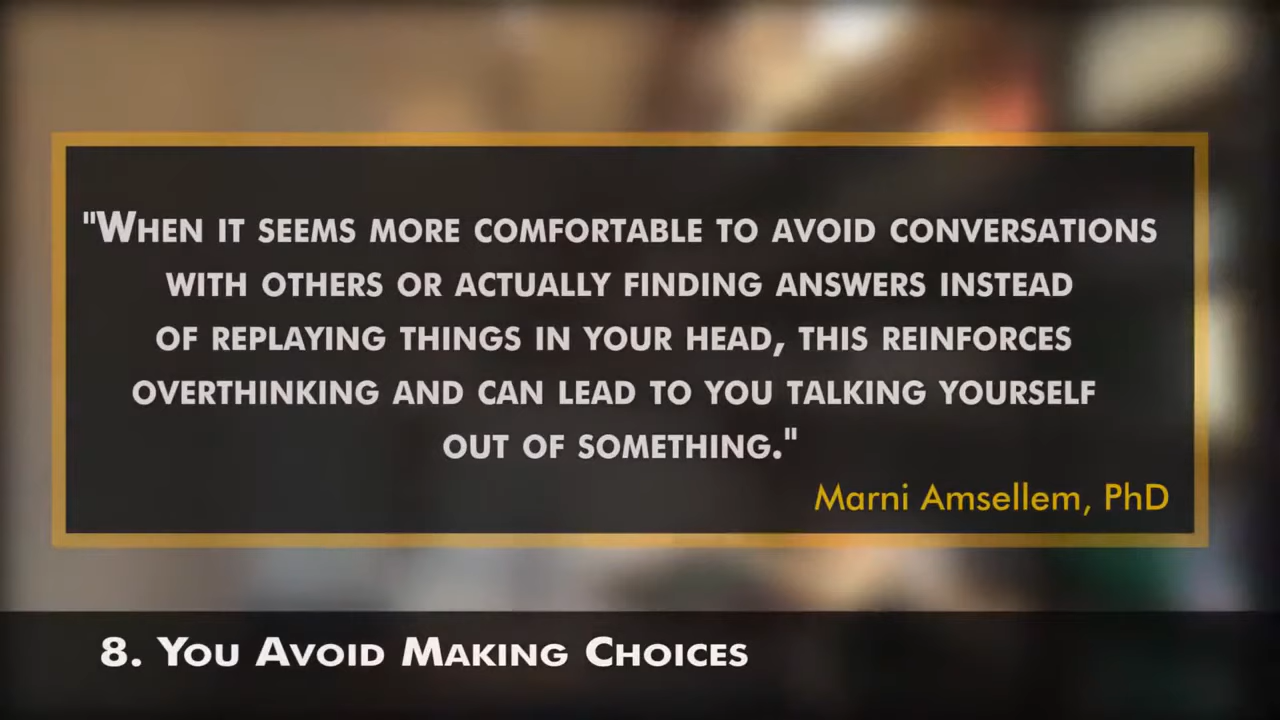 "When it seems more comfortable to avoid conversations
with others or actually finding answers instead
of replaying things in your head, this reinforces
overthinking and can lead to you talking yourself
out of something."
Marni Amsellem, PhD
8. You Avoid Making Choices